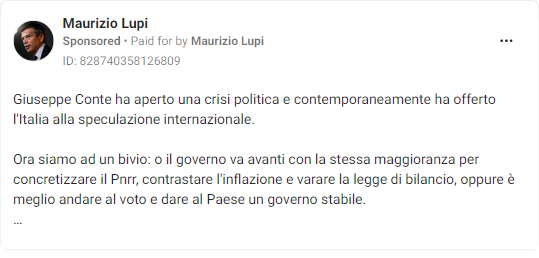 Maurizio Lupi
Sponsored • Paid for by Maurizio Lupi
ID: 828740358126809
Giuseppe Conte ha aperto una crisi politica e contemporaneamente ha offerto
l'Italia alla speculazione internazionale.
Ora siamo ad un bivio: o il governo va avanti con la stessa maggioranza per
concretizzare il Pnrr, contrastare l'inflazione e varare la legge di bilancio, oppure è
meglio andare al voto e dare al Paese un governo stabile.
...